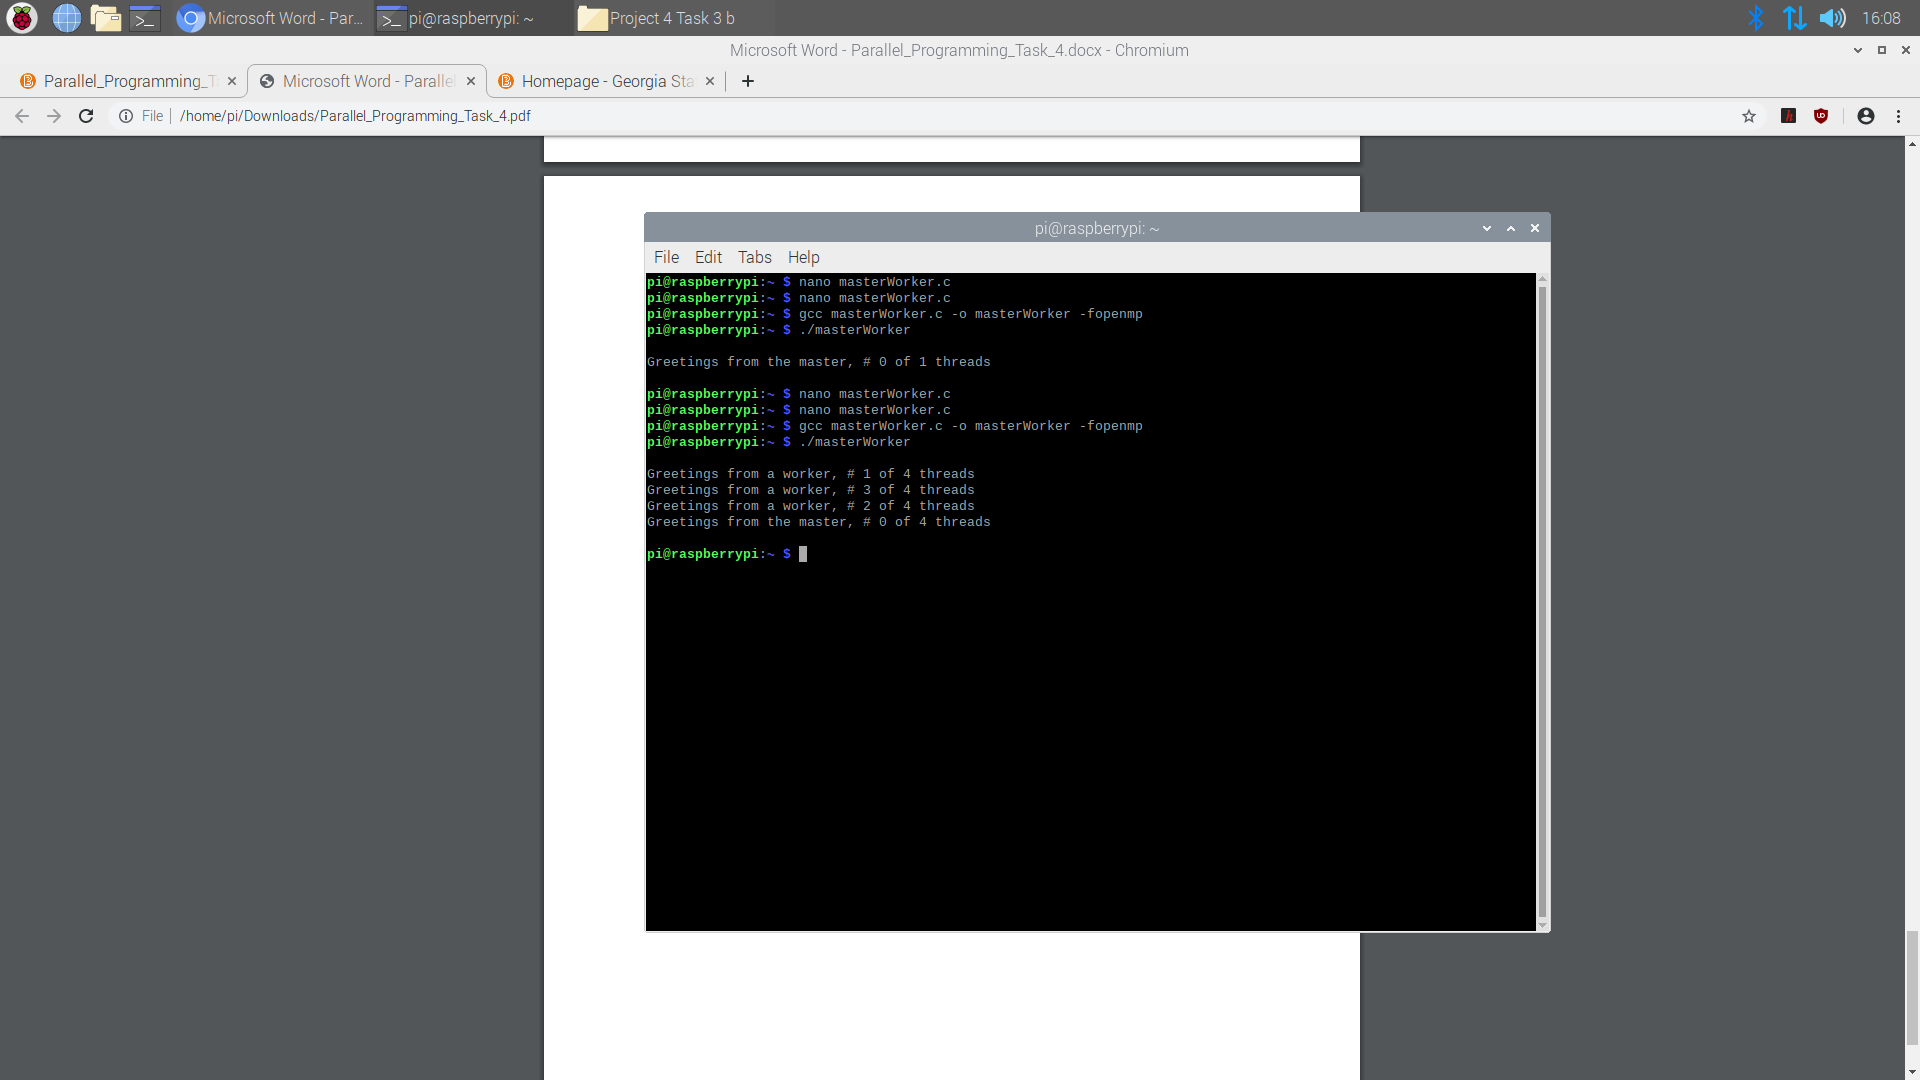 Microsoft Word - Par...
pi@raspberrypi: ~
Project 4 Task 3 b
16:08
Microsoft Word - Parallel_Programming_Task_4.docx - Chromium
Parallel_Programming_T
Microsoft Word - Parallel
Homepage - Georgia Sta
File
/home/pi/Downloads/Parallel_Programming_Task_4.pdf
pi@raspberrypi: ~
File Edit Tabs Help
pi@raspberrypi:~ $ nano masterWorker.c
pi@raspberrypi:~ $ nano masterWorker.c
pi@raspberrypi:~ $ gcc masterWorker.c -o masterWorker -fopenmp
pi@raspberrypi:~ $ ./masterWorker
Greetings from the master, # 0 of 1 threads
pi@raspberrypi:~ $ nano masterWorker.c
pi@raspberrypi:~ $ nano masterWorker.c
pi@raspberrypi:~ $ gcc masterWorker.c -o masterWorker -fopenmp
pi@raspberrypi:~ $ ./masterWorker
Greetings from a worker, # 1 of 4 threads
Greetings from a worker, # 3 of 4 threads
Greetings from a worker, # 2 of 4 threads
Greetings from the master, # 0 of 4 threads
pi@raspberrypi:~ $